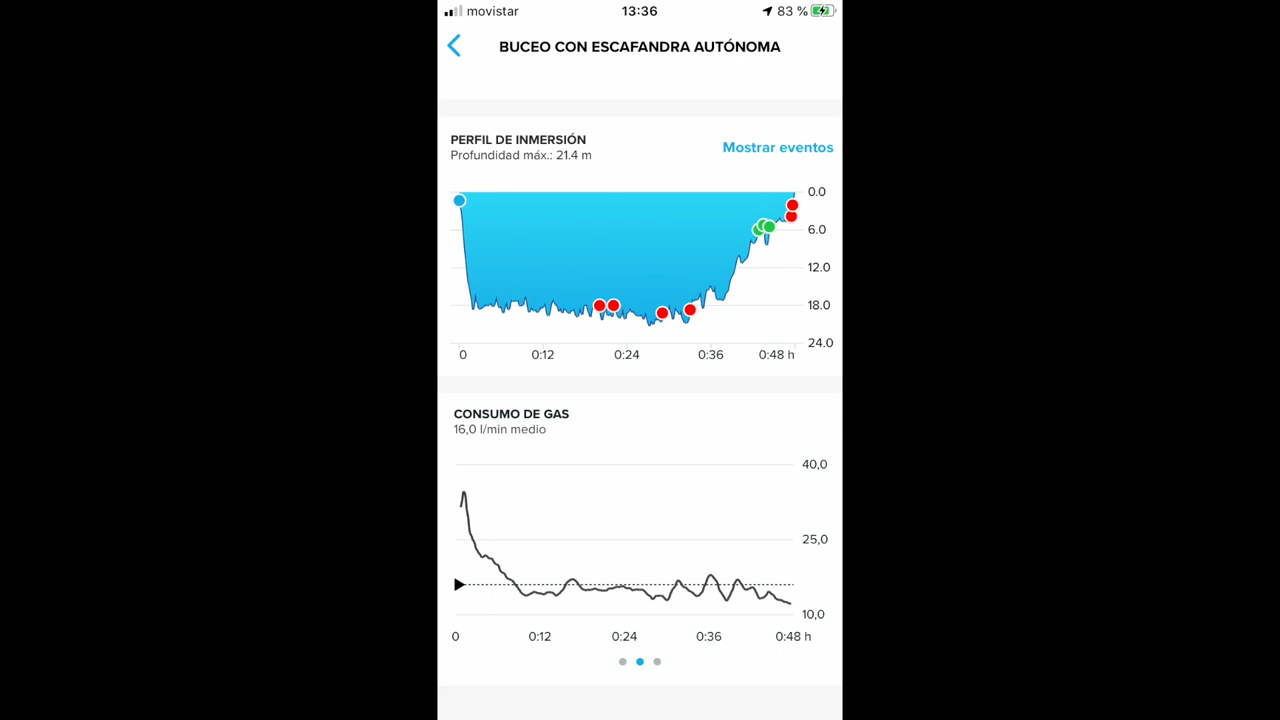 movistar 13:36 83 %
BUCEO CON ESCAFANDRA AUTÓNOMA
PERFIL DE INMERSIÓN
Profundidad máx.: 21.4 m
Mostrar eventos
0.0
6.0
12.0
18.0
24.0
0 0:12 0:24 0:36 0:48 h
CONSUMO DE GAS
16,0 l/min medio
40,0
25,0
10,0
0 0:12 0:24 0:36 0:48 h